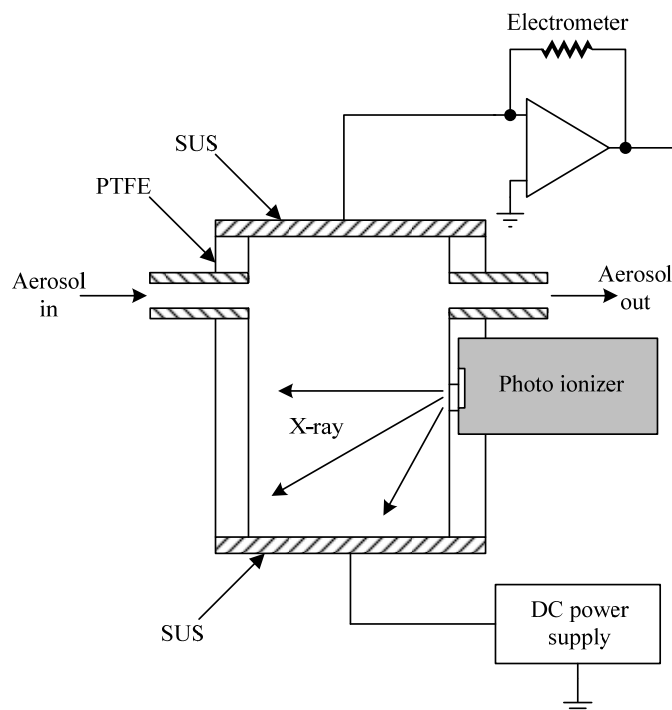 Electrometer
SUS
PTFE
Aerosol
in
Aerosol
out
Photo ionizer
X-ray
SUS
DC power
supply